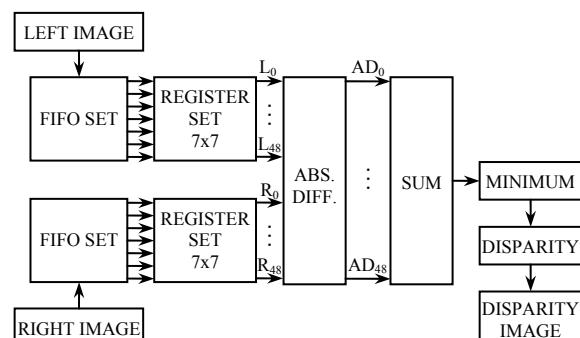 LEFT IMAGE
FIFO SET
REGISTER
SET
7x7
L0
L48
ABS.
DIFF.
AD0
AD48
SUM
MINIMUM
DISPARITY
DISPARITY
IMAGE
FIFO SET
REGISTER
SET
7x7
R0
R48
RIGHT IMAGE